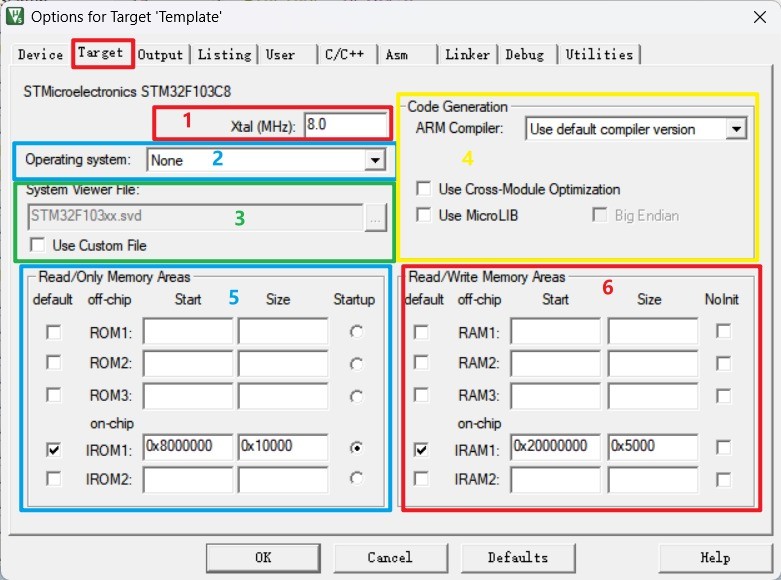 Options for Target 'Template'
Device Target Output Listing User C/C++ Asm Linker Debug Utilities
STMicroelectronics STM32F103C8
1 Xtal (MHz): 8.0
Operating system: None 2
System Viewer File:
STM32F103xx.svd 3 ...
Use Custom File
Code Generation
ARM Compiler: Use default compiler version
4
Use Cross-Module Optimization
Use MicroLIB Big Endian
Read/Only Memory Areas
default off-chip Start 5 Size Startup
ROM1:
ROM2:
ROM3:
on-chip
IROM1: 0x8000000 0x10000
IROM2:
Read/Write Memory Areas
default off-chip Start 6 Size NoInit
RAM1:
RAM2:
RAM3:
on-chip
IRAM1: 0x20000000 0x5000
IRAM2:
OK Cancel Defaults Help